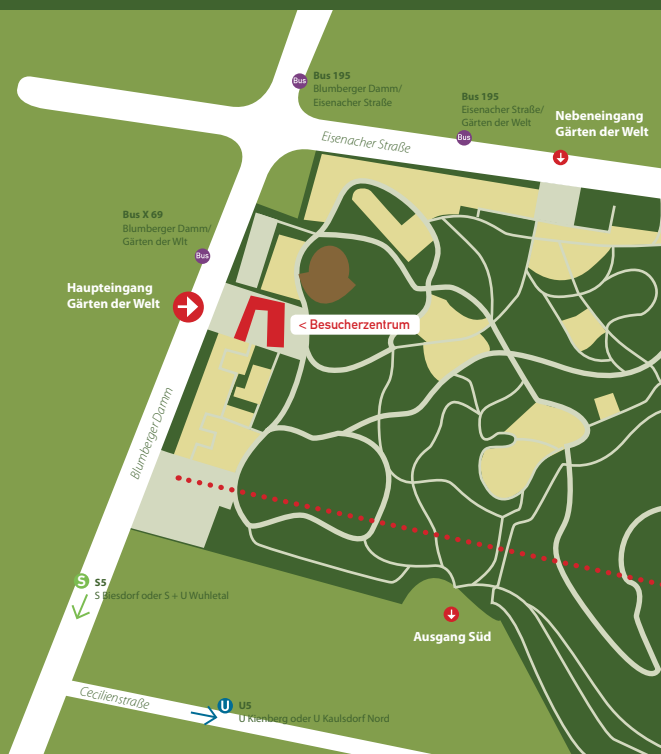 Bus
Bus 195
Blumberger Damm/
Eisenacher Straße
Bus 195
Eisenacher Straße/
Gärten der Welt
Bus
Nebeneingang
Gärten der Welt
Eisenacher Straße
Bus X 69
Blumberger Damm/
Gärten der Wlt
Bus
Haupteingang
Gärten der Welt
< Besucherzentrum
Blumberger Damm
S S5
S Biesdorf oder S + U Wuhletal
Ausgang Süd
Cecilienstraße
U U5
U Kienberg oder U Kaulsdorf Nord